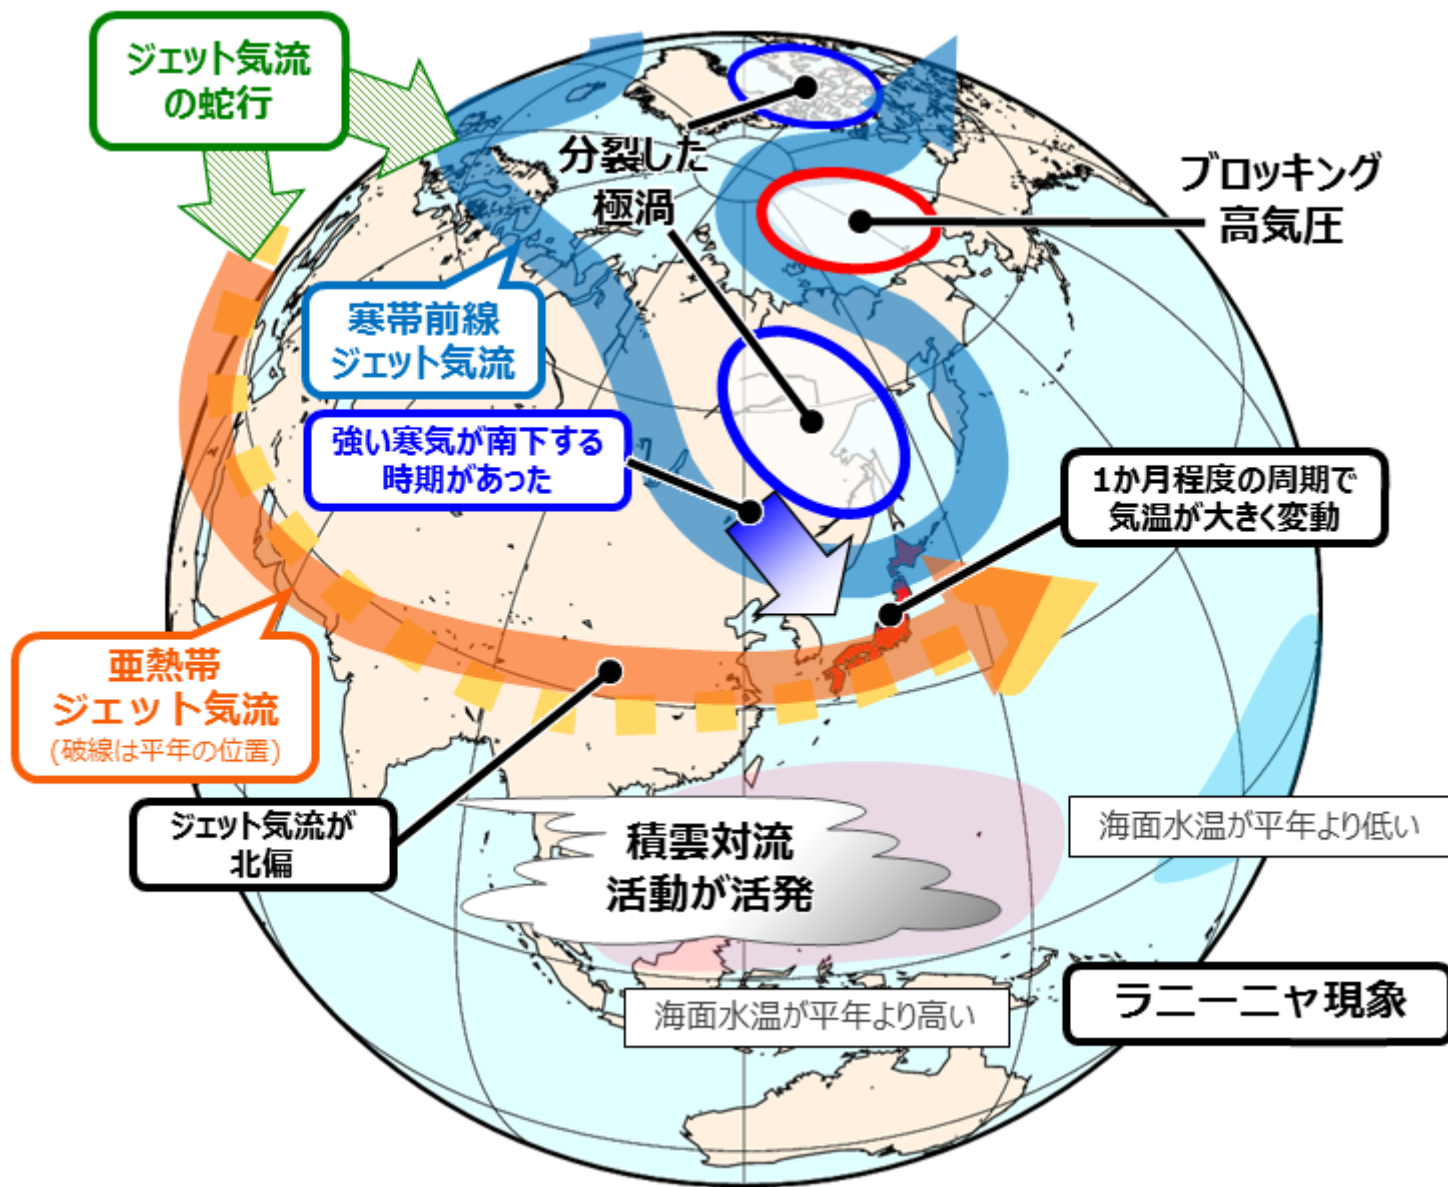 ジェット気流
の蛇行
分裂した
極渦
ブロッキング
高気圧
寒帯前線
ジェット気流
強い寒気が南下する
時期があった
1か月程度の周期で
気温が大きく変動
亜熱帯
ジェット気流
(破線は平年の位置)
ジェット気流が
北偏
積雲対流
活動が活発
海面水温が平年より低い
海面水温が平年より高い
ラニーニャ現象